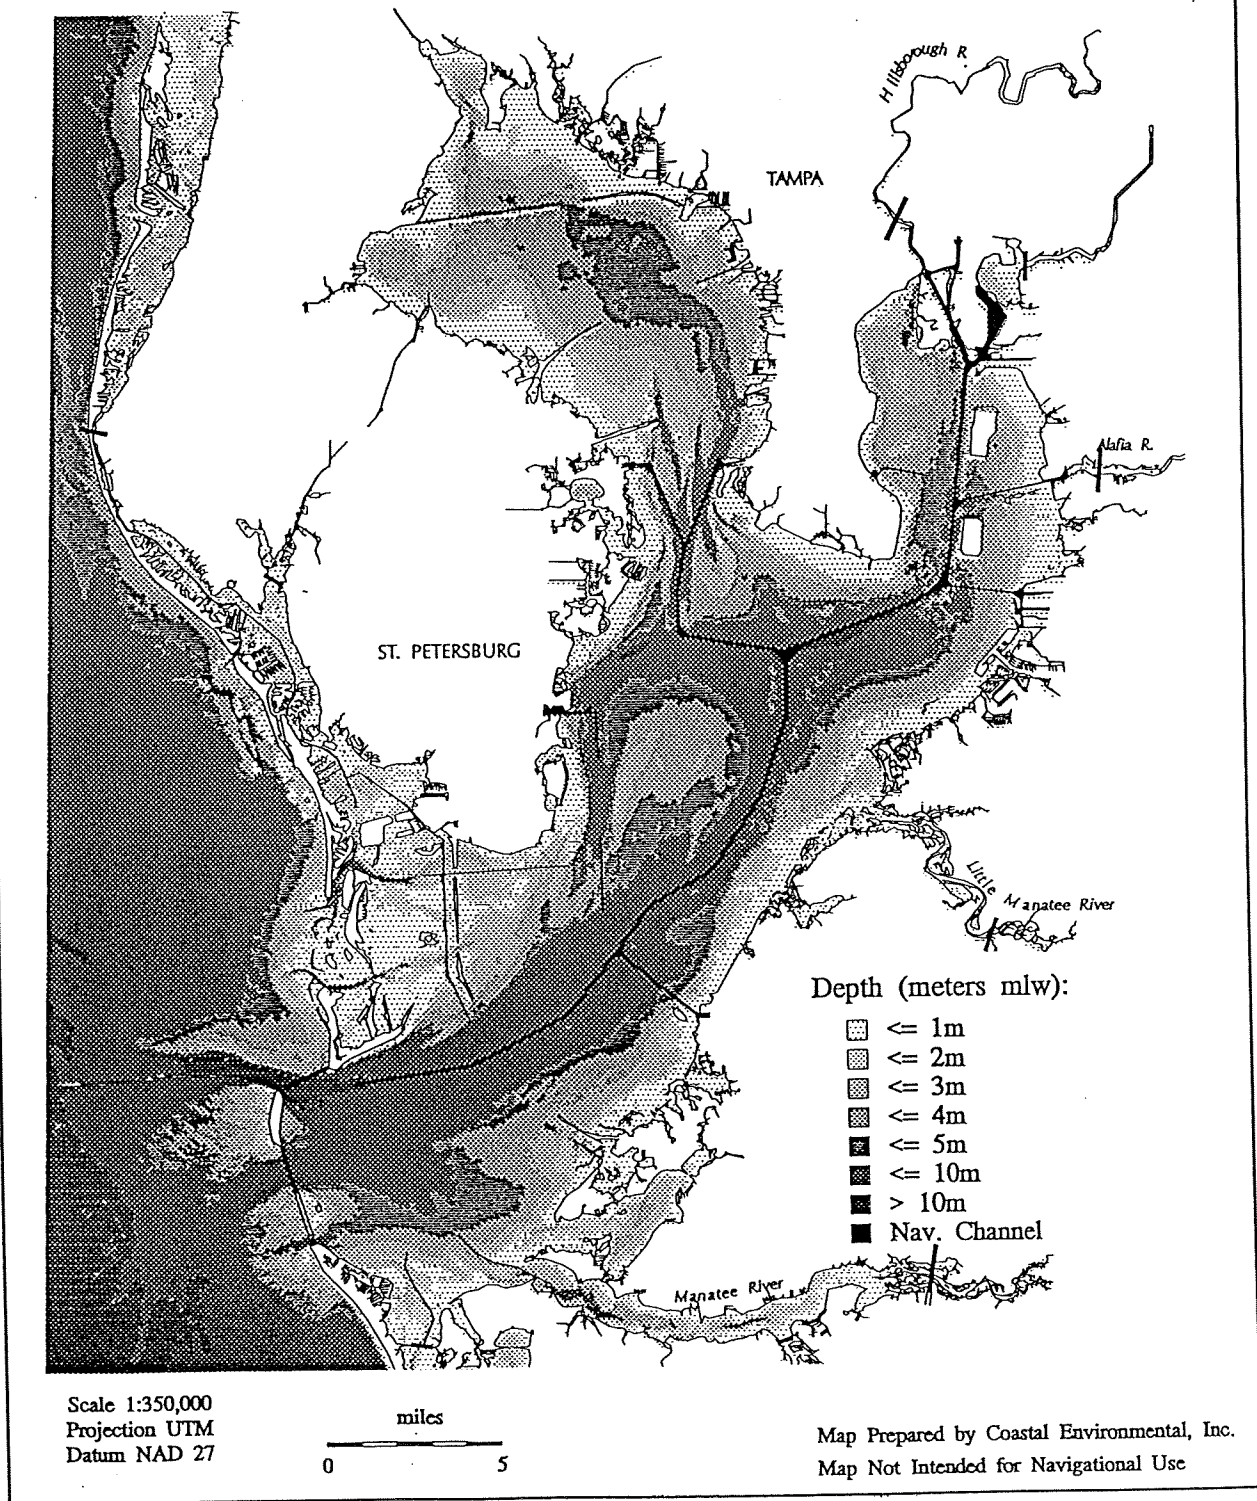 Hillsborough R.
TAMPA
Alafia R.
ST. PETERSBURG
Little Manatee River
Depth (meters mlw):
<= 1m
<= 2m
<= 3m
<= 4m
<= 5m
<= 10m
> 10m
Nav. Channel
Manatee River
Scale 1:350,000
Projection UTM
Datum NAD 27
miles
0 5
Map Prepared by Coastal Environmental, Inc.
Map Not Intended for Navigational Use